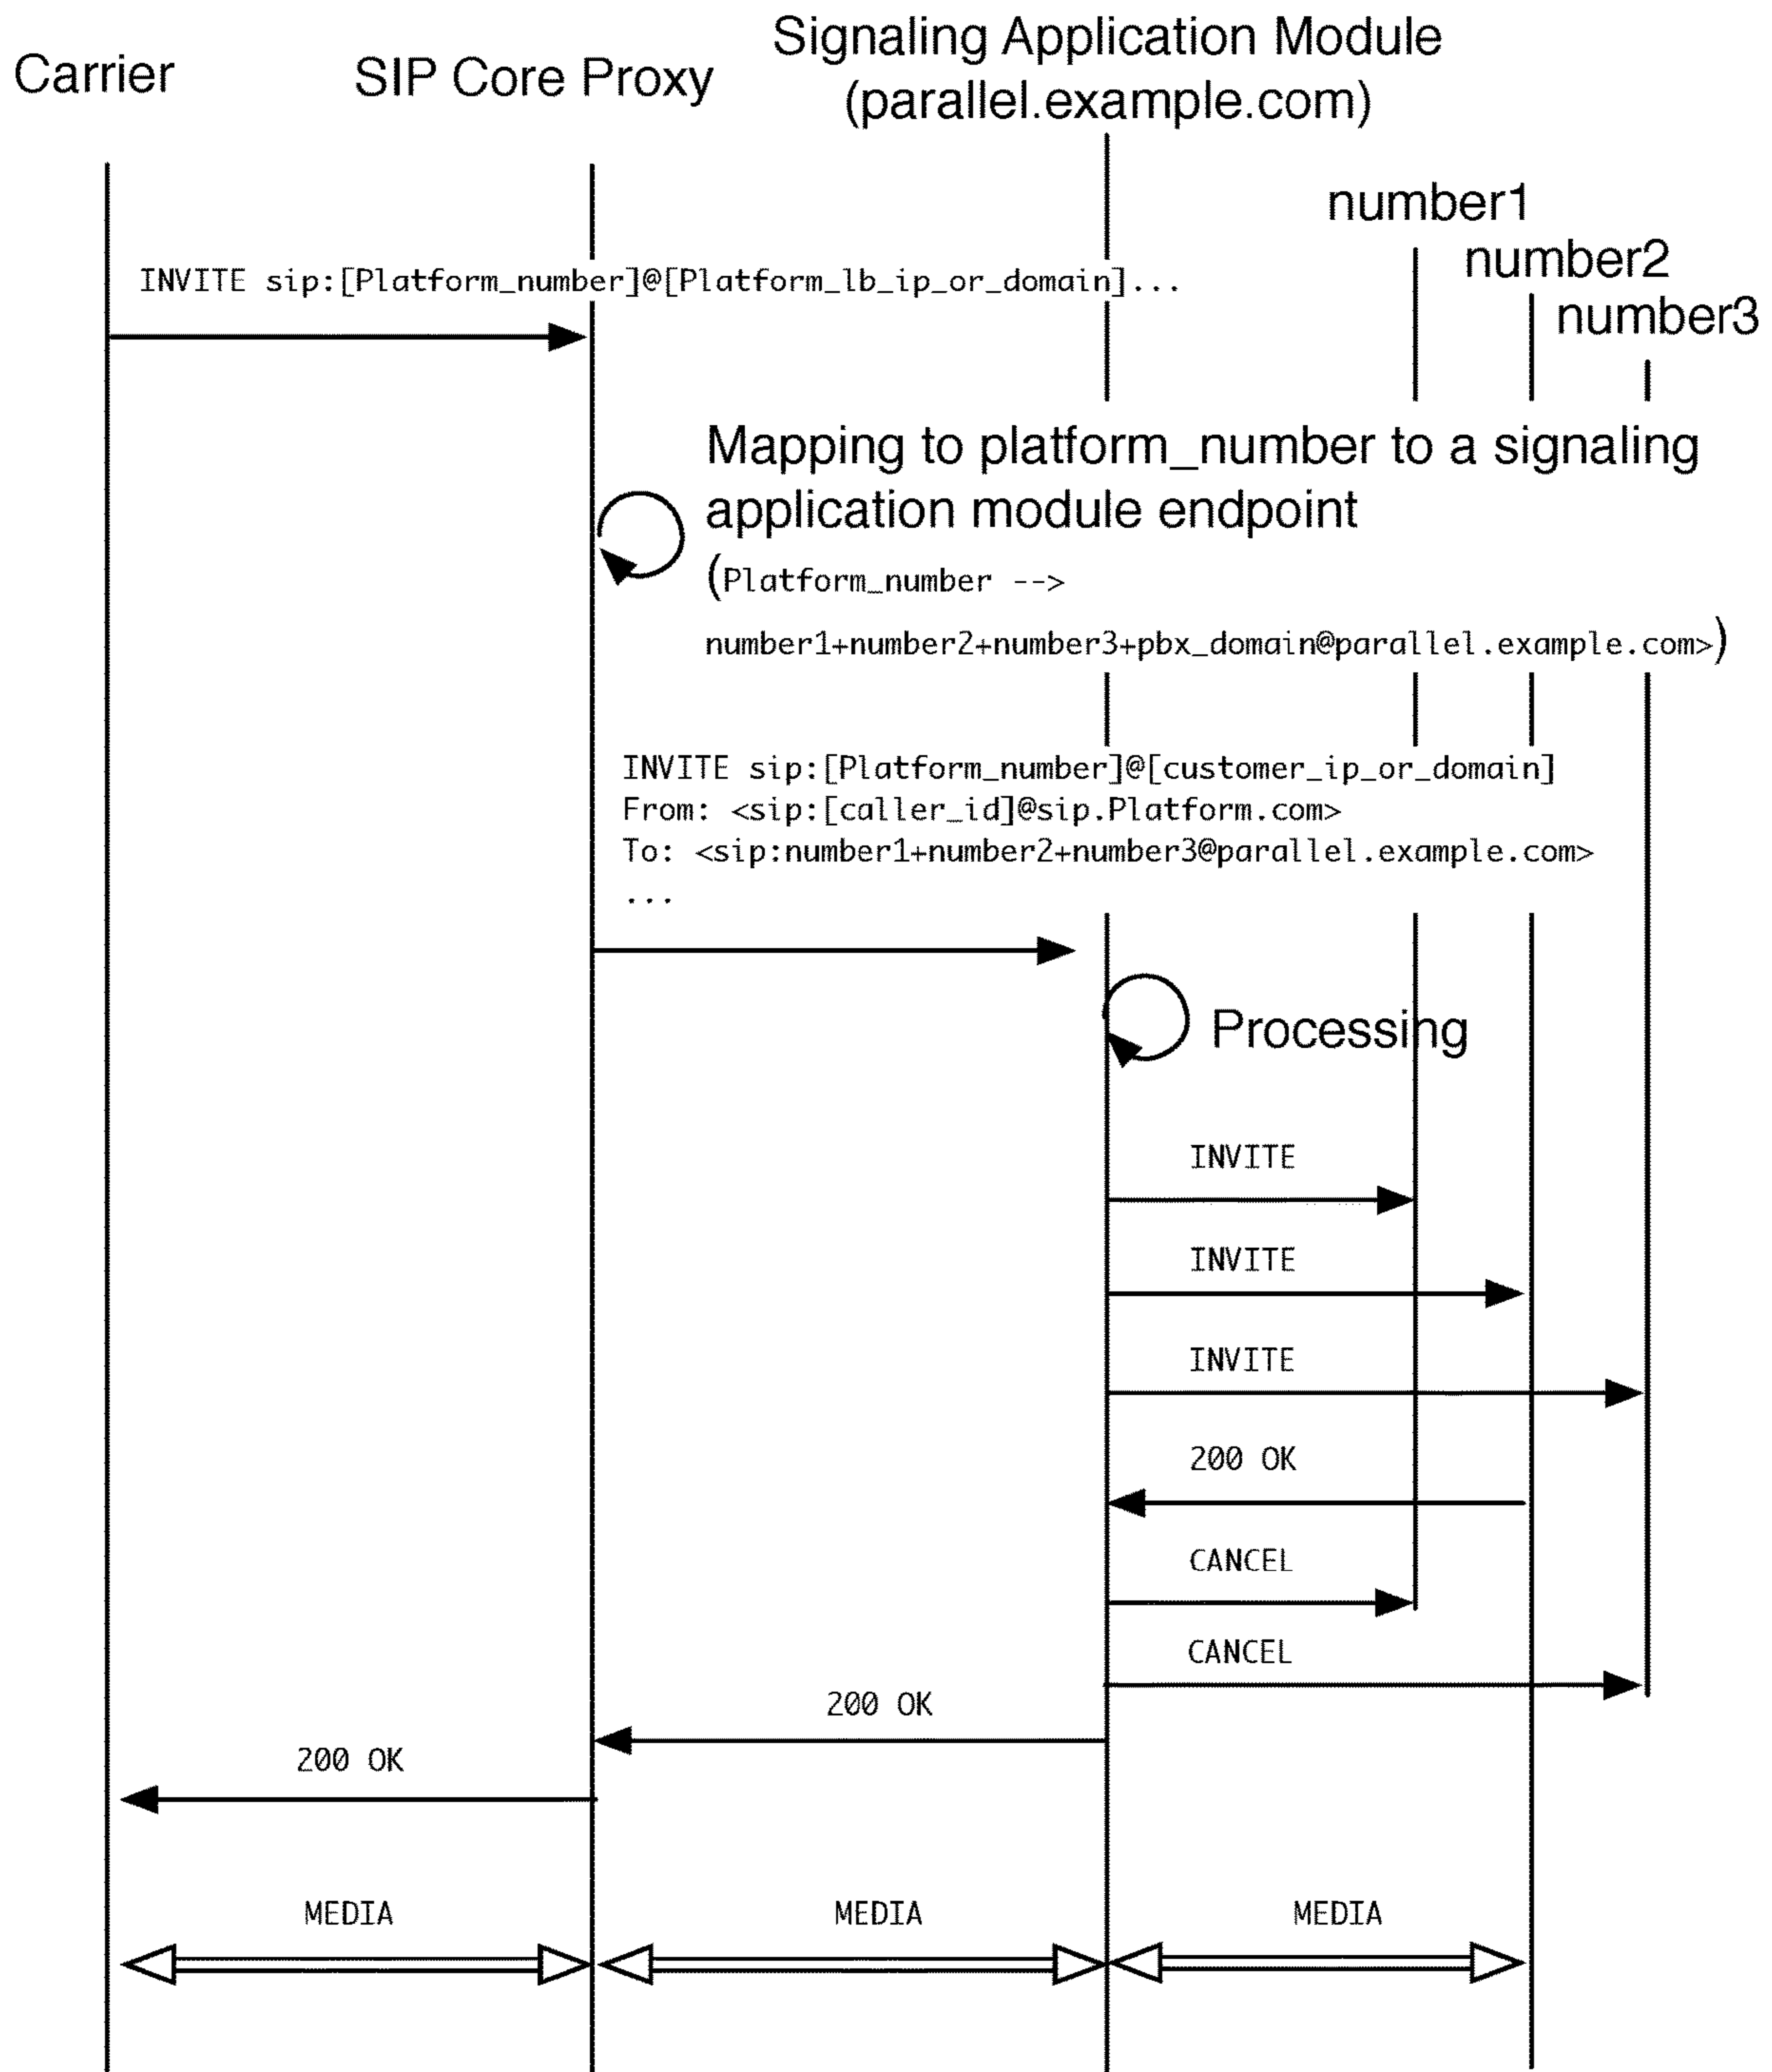 Carrier
SIP Core Proxy
Signaling Application Module
(parallel.example.com)
number1
number2
number3
INVITE sip:[Platform_number]@[Platform_lb_ip_or_domain]...
Mapping to platform_number to a signaling
application module endpoint
(Platform_number -->
number1+number2+number3+pbx_domain@parallel.example.com>)
INVITE sip:[Platform_number]@[customer_ip_or_domain]
From: <sip:[caller_id]@sip.Platform.com>
To: <sip:number1+number2+number3@parallel.example.com>
...
Processing
INVITE
INVITE
INVITE
200 OK
CANCEL
CANCEL
200 OK
200 OK
MEDIA
MEDIA
MEDIA